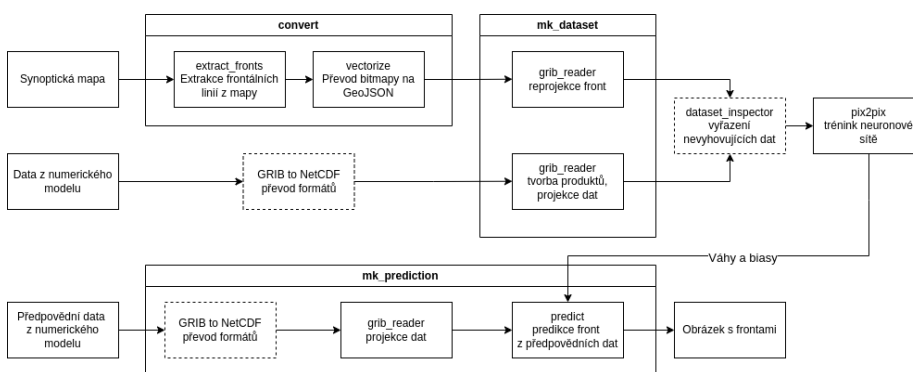 convert
mk_dataset
Synoptická mapa
extract_fronts
Extrakce frontálních
linií z mapy
vectorize
Převod bitmapy na
GeoJSON
grib_reader
reprojekce front
dataset_inspector
vyřazení
nevyhovujících dat
pix2pix
trénink neuronové
sítě
Data z numerického
modelu
GRIB to NetCDF
převod formátů
grib_reader
tvorba produktů,
projekce dat
Váhy a biasy
mk_prediction
Předpovědní data
z numerického
modelu
GRIB to NetCDF
převod formátů
grib_reader
projekce dat
predict
predikce front
z předpovědních dat
Obrázek s frontami